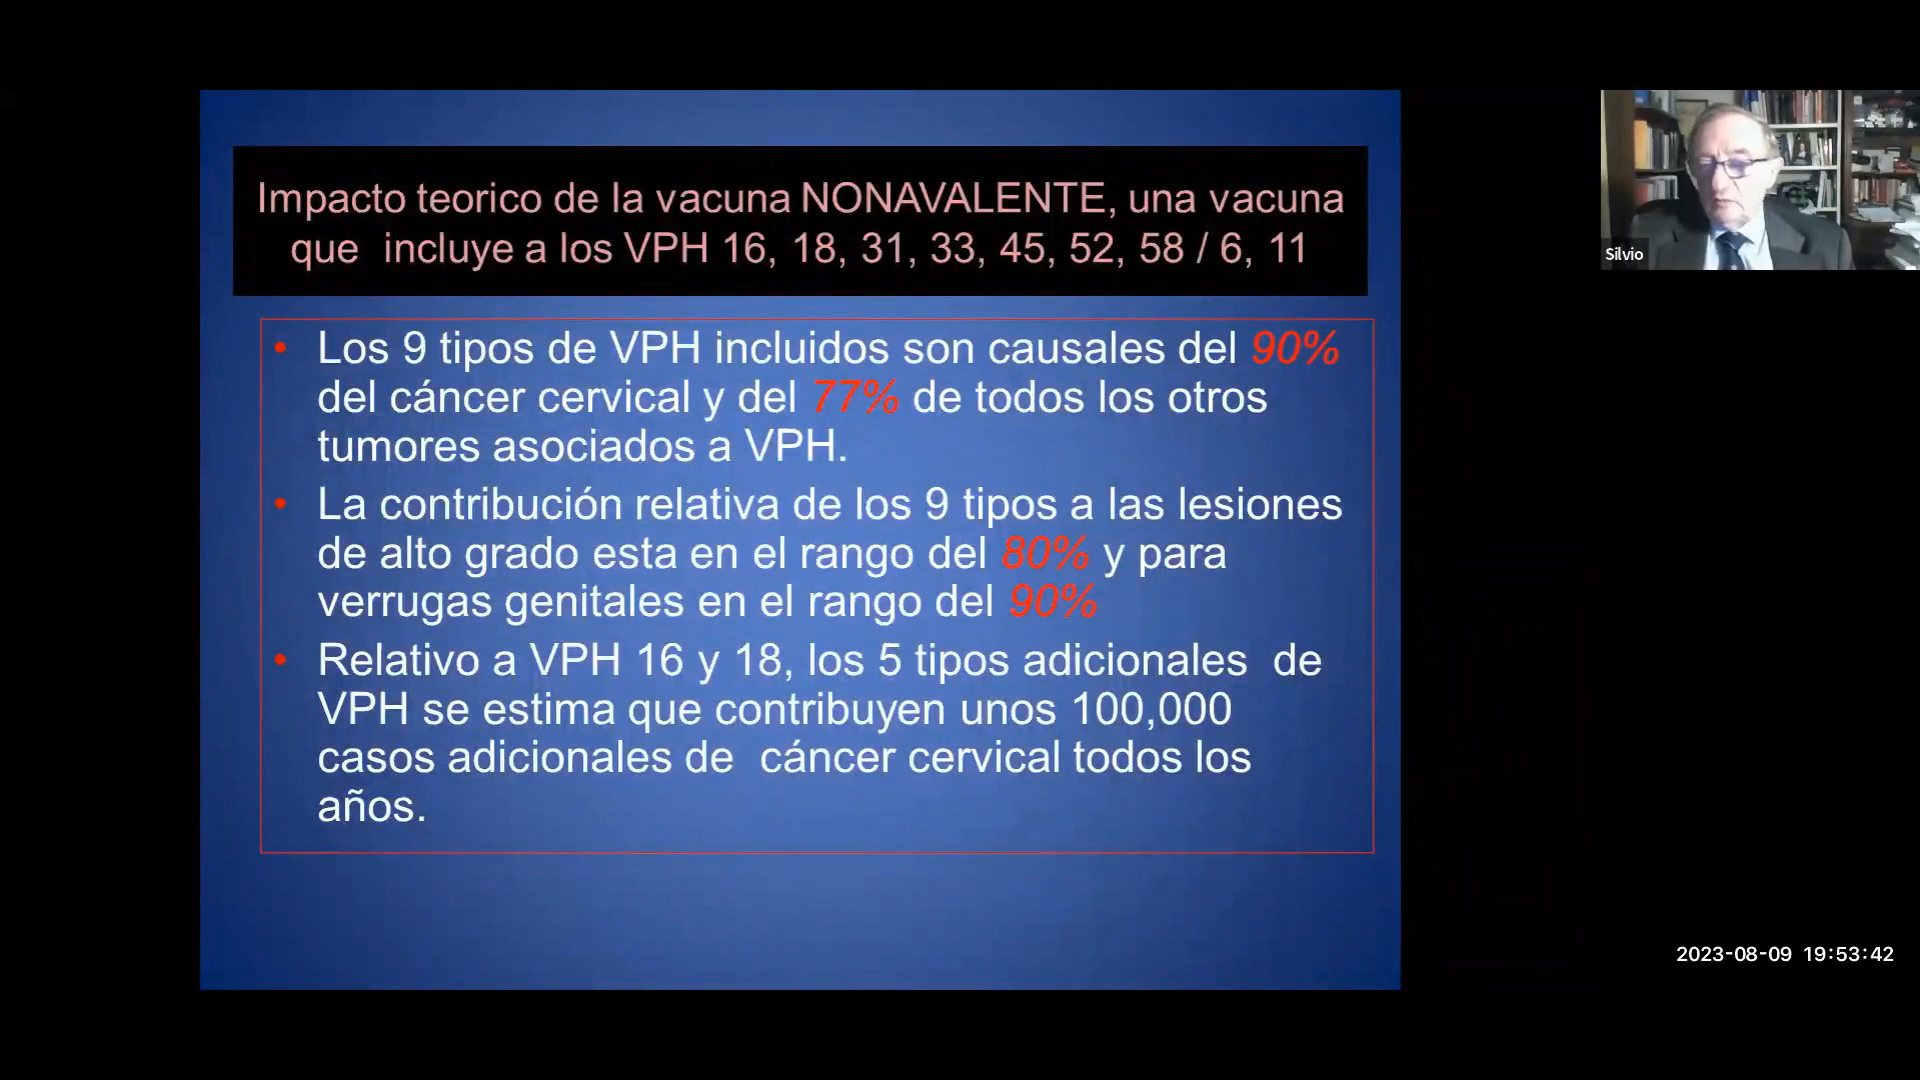 Impacto teorico de la vacuna NONAVALENTE, una vacuna
que incluye a los VPH 16, 18, 31, 33, 45, 52, 58 / 6, 11
• Los 9 tipos de VPH incluidos son causales del 90%
del cáncer cervical y del 77% de todos los otros
tumores asociados a VPH.
• La contribución relativa de los 9 tipos a las lesiones
de alto grado esta en el rango del 80% y para
verrugas genitales en el rango del 90%
• Relativo a VPH 16 y 18, los 5 tipos adicionales de
VPH se estima que contribuyen unos 100,000
casos adicionales de cáncer cervical todos los
años.
Silvio
2023-08-09 19:53:42